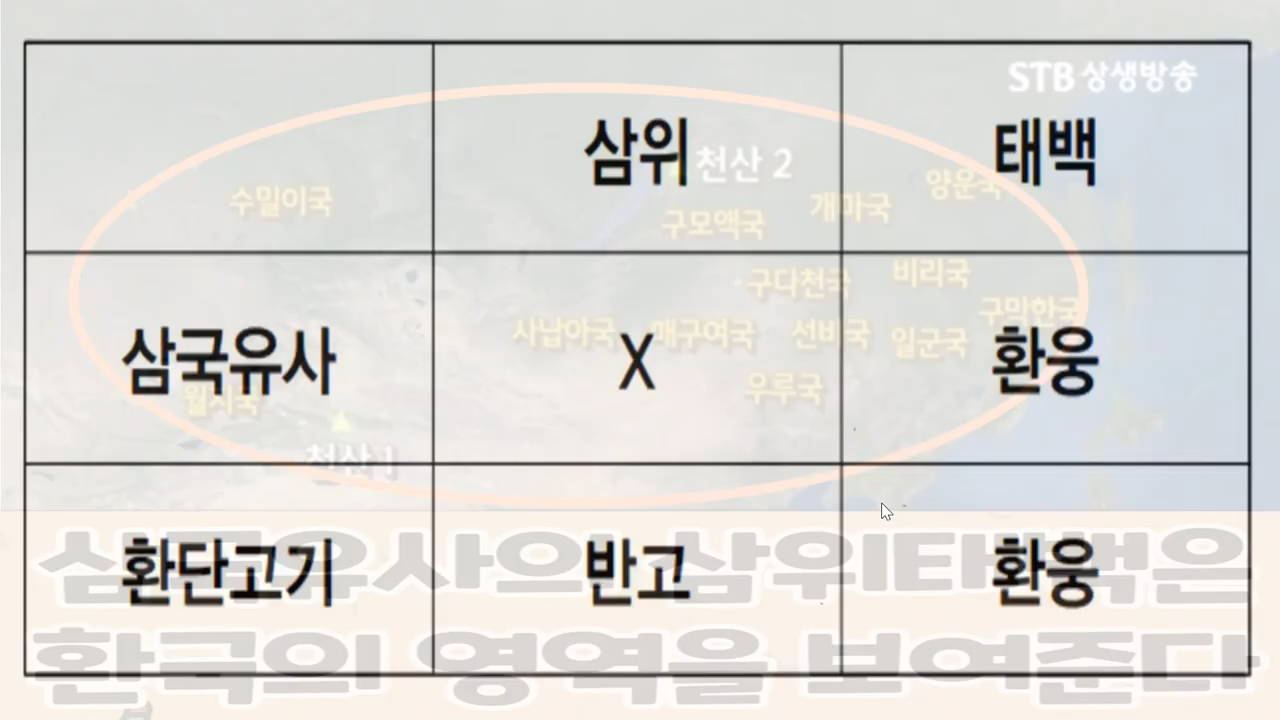 STB 상생방송
삼위 태백
천산 2
수밀이국
양운국
개마국
구모액국
비리국
구다천국
구막한국
사납아국 매구여국 선비국 일군국
삼국유사 X 환웅
우루국
월지국
천산 1
삼국유사의 삼위태백은
환단고기 반고 환웅
환국의 영역을 보여준다